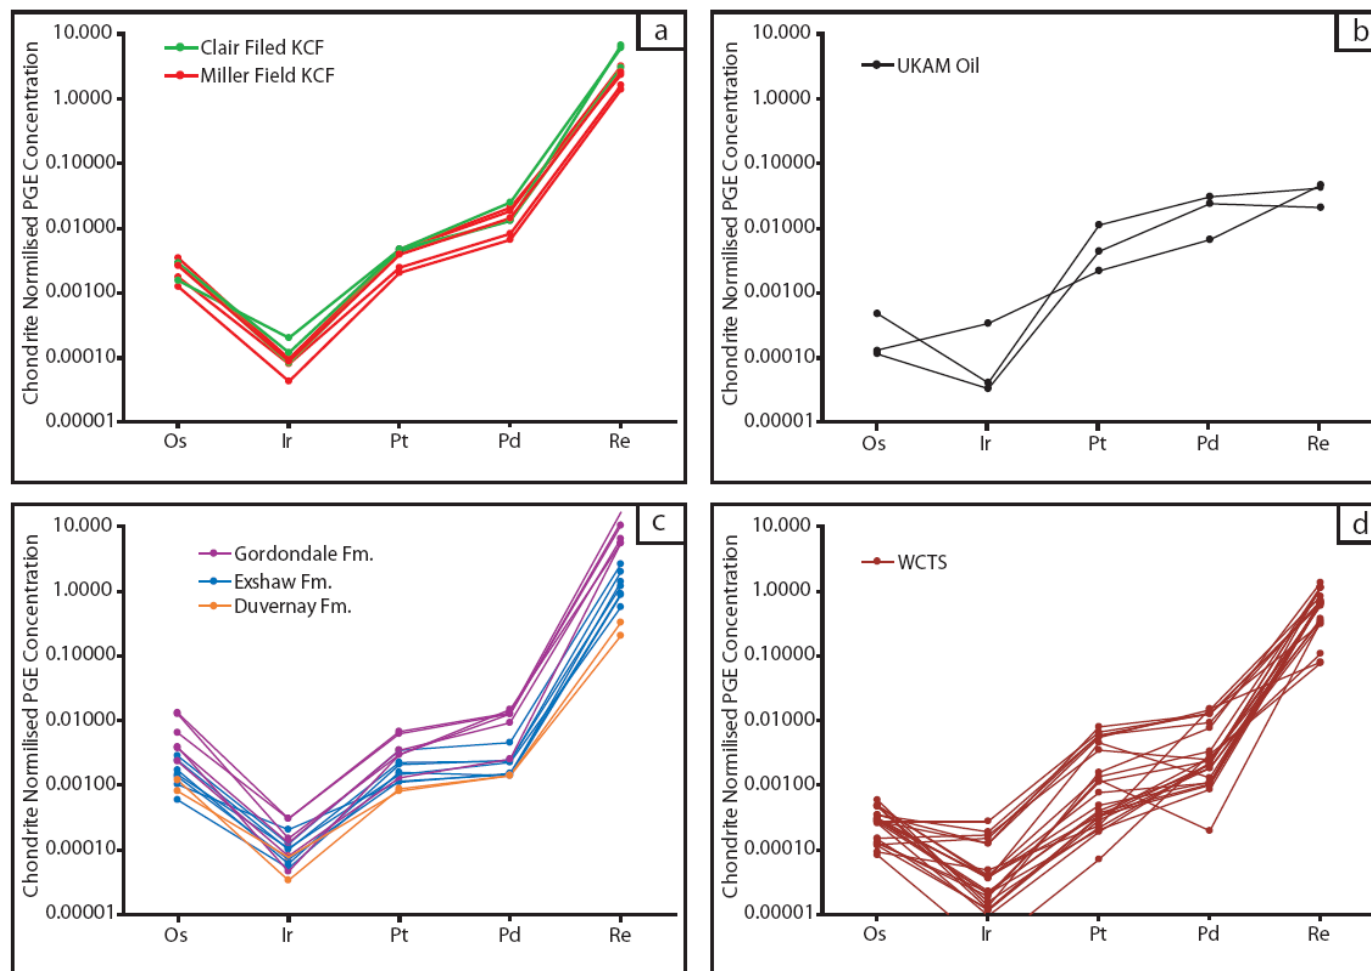 a
Clair Filed KCF
Miller Field KCF
Chondrite Normilised PGE Concentration
10.000
1.0000
0.10000
0.01000
0.00100
0.00010
0.00001
Os Ir Pt Pd Re
b
UKAM Oil
Chondrite Normilised PGE Concentration
10.000
1.0000
0.10000
0.01000
0.00100
0.00010
0.00001
Os Ir Pt Pd Re
c
Gordondale Fm.
Exshaw Fm.
Duvernay Fm.
Chondrite Normilised PGE Concentration
10.000
1.0000
0.10000
0.01000
0.00100
0.00010
0.00001
Os Ir Pt Pd Re
d
WCTS
Chondrite Normilised PGE Concentration
10.000
1.0000
0.10000
0.01000
0.00100
0.00010
0.00001
Os Ir Pt Pd Re